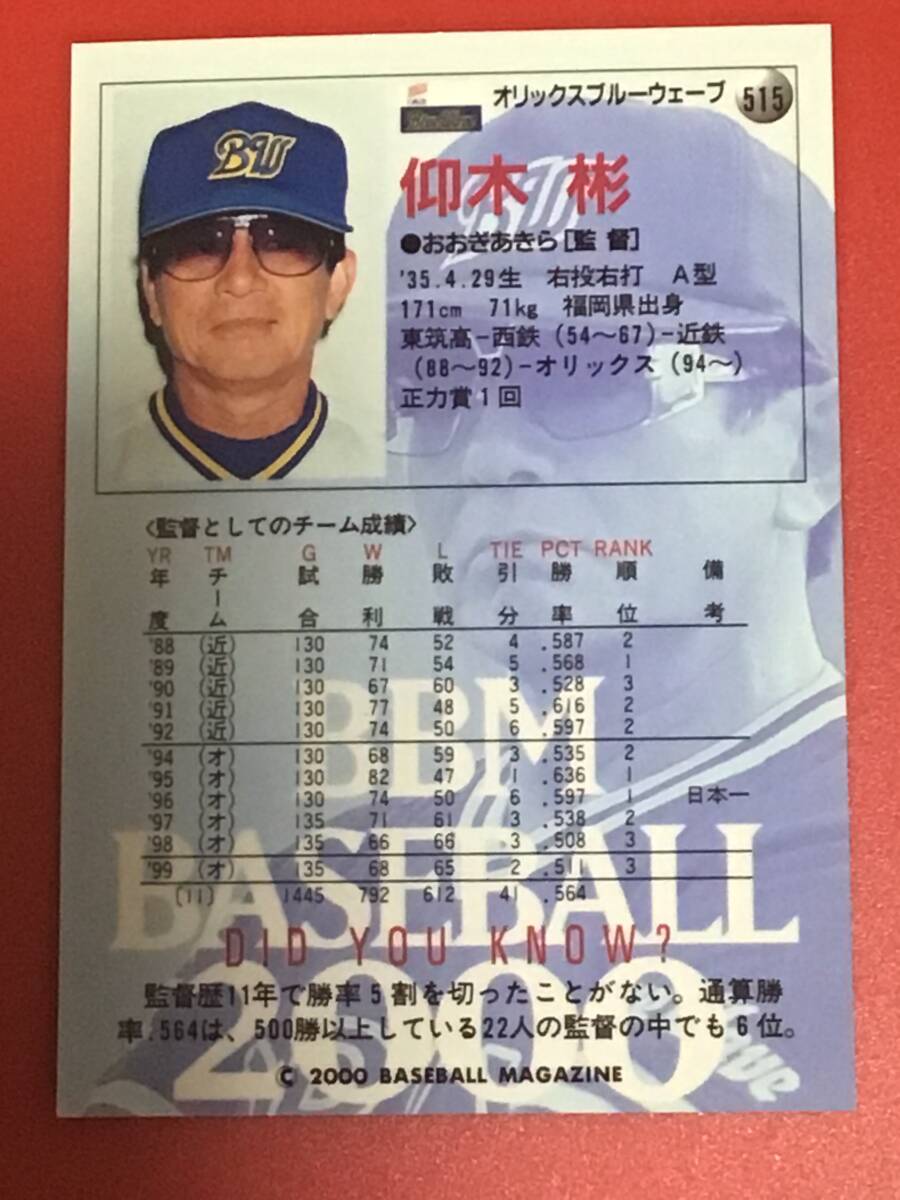 オリックスブルーウェーブ 515
BW
仰木 彬
●おおぎあきら[監督]
'35.4.29生 右投右打 A型
171cm 71kg 福岡県出身
東筑高-西鉄(54〜67)-近鉄
(88〜92)-オリックス(94〜)
正力賞1回
〈監督としてのチーム成績〉
YR TM G W L TIE PCT RANK
年度 チーム 試合 勝利 敗戦 引分 勝率 順位 備考
'88 (近) 130 74 52 4 .587 2
'89 (近) 130 71 54 5 .568 1
'90 (近) 130 67 60 3 .528 3
'91 (近) 130 77 48 5 .616 2
'92 (近) 130 74 50 6 .597 2
'94 (オ) 130 68 59 3 .535 2
'95 (オ) 130 82 47 1 .636 1
'96 (オ) 130 74 50 6 .597 1 日本一
'97 (オ) 135 71 61 3 .538 2
'98 (オ) 135 66 66 3 .508 3
'99 (オ) 135 68 65 2 .511 3
(11) 1445 792 612 41 .564
BBM
BASEBALL
2000
DID YOU KNOW?
監督歴11年で勝率5割を切ったことがない。通算勝
率.564は、500勝以上している22人の監督の中でも6位。
© 2000 BASEBALL MAGAZINE